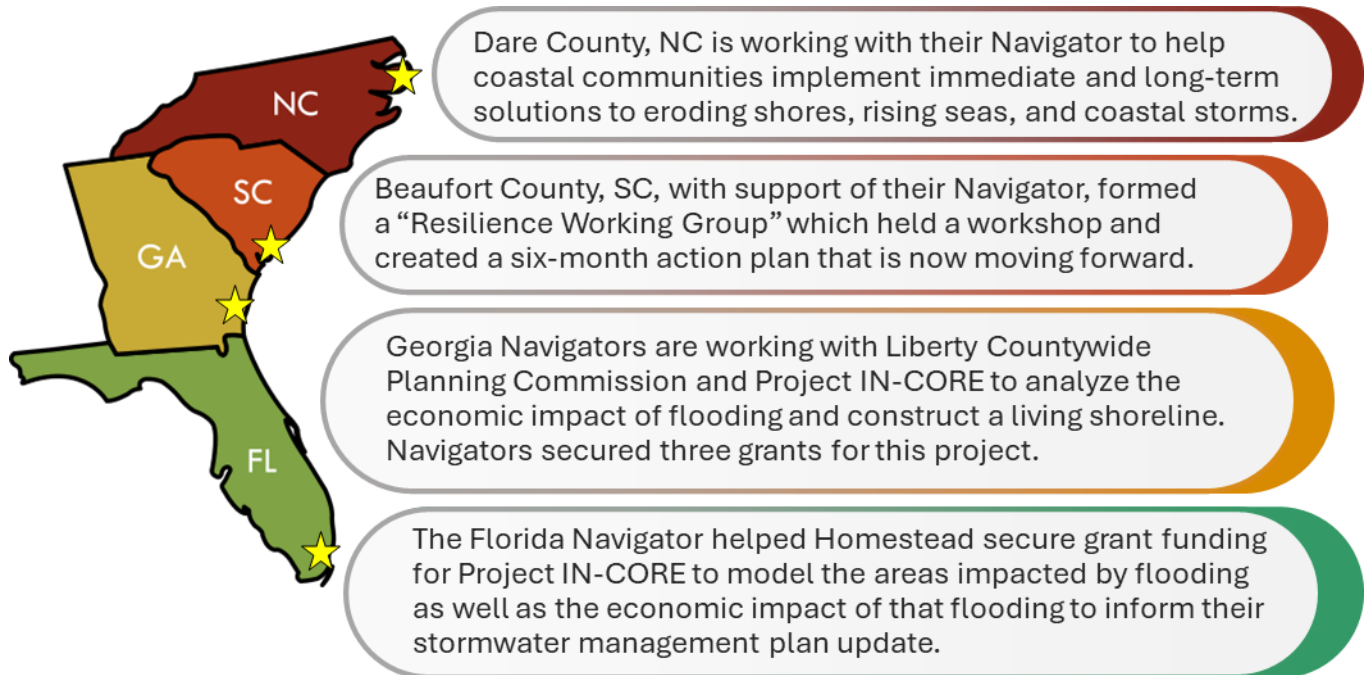 NC
Dare County, NC is working with their Navigator to help
coastal communities implement immediate and long-term
solutions to eroding shores, rising seas, and coastal storms.
SC
Beaufort County, SC, with support of their Navigator, formed
a “Resilience Working Group” which held a workshop and
created a six-month action plan that is now moving forward.
GA
Georgia Navigators are working with Liberty Countywide
Planning Commission and Project IN-CORE to analyze the
economic impact of flooding and construct a living shoreline.
Navigators secured three grants for this project.
FL
The Florida Navigator helped Homestead secure grant funding
for Project IN-CORE to model the areas impacted by flooding
as well as the economic impact of that flooding to inform their
stormwater management plan update.